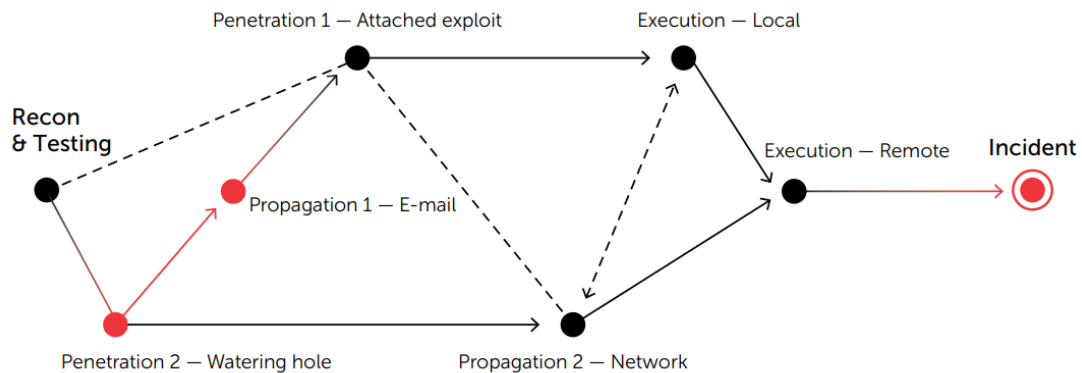 Penetration 1 — Attached exploit
Execution — Local
Recon
& Testing
Execution — Remote
Incident
Propagation 1 — E-mail
Penetration 2 — Watering hole
Propagation 2 — Network